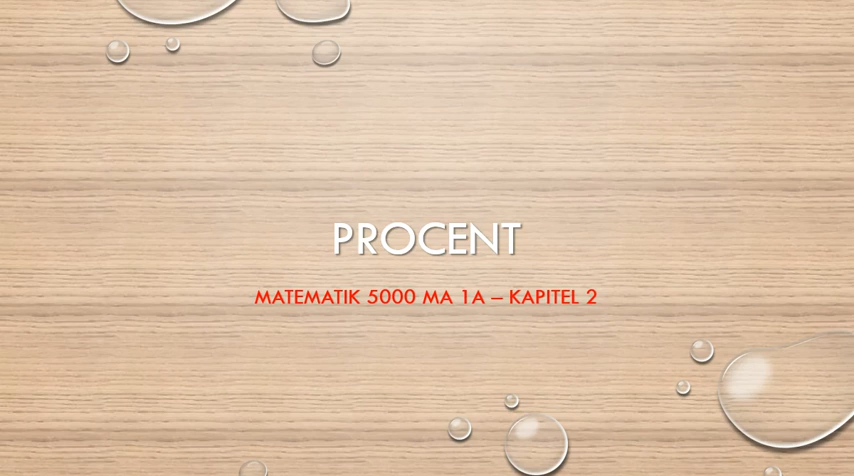 PROCENT
MATEMATIK 5000 MA 1A – KAPITEL 2